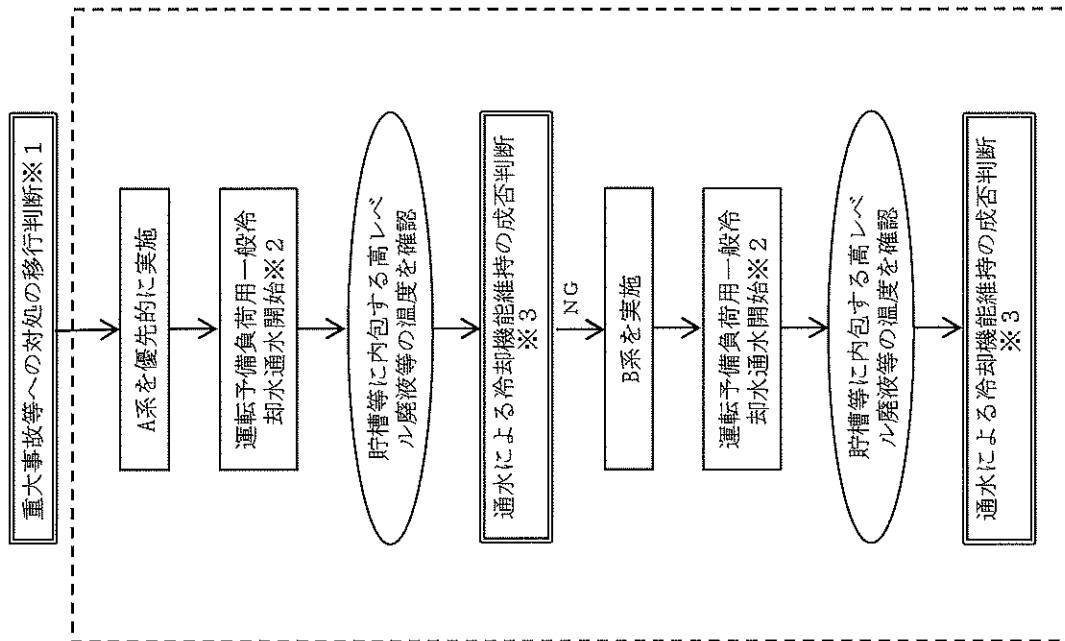 重大事故等への対処の移行判断※1
A系を優先的に実施
運転予備負荷用一般冷
却水通水開始※2
貯槽等に内包する高レベ
ル廃液等の温度を確認
通水による冷却機能維持の成否判断
※3
NG
B系を実施
運転予備負荷用一般冷
却水通水開始※2
貯槽等に内包する高レベ
ル廃液等の温度を確認
通水による冷却機能維持の成否判断
※3